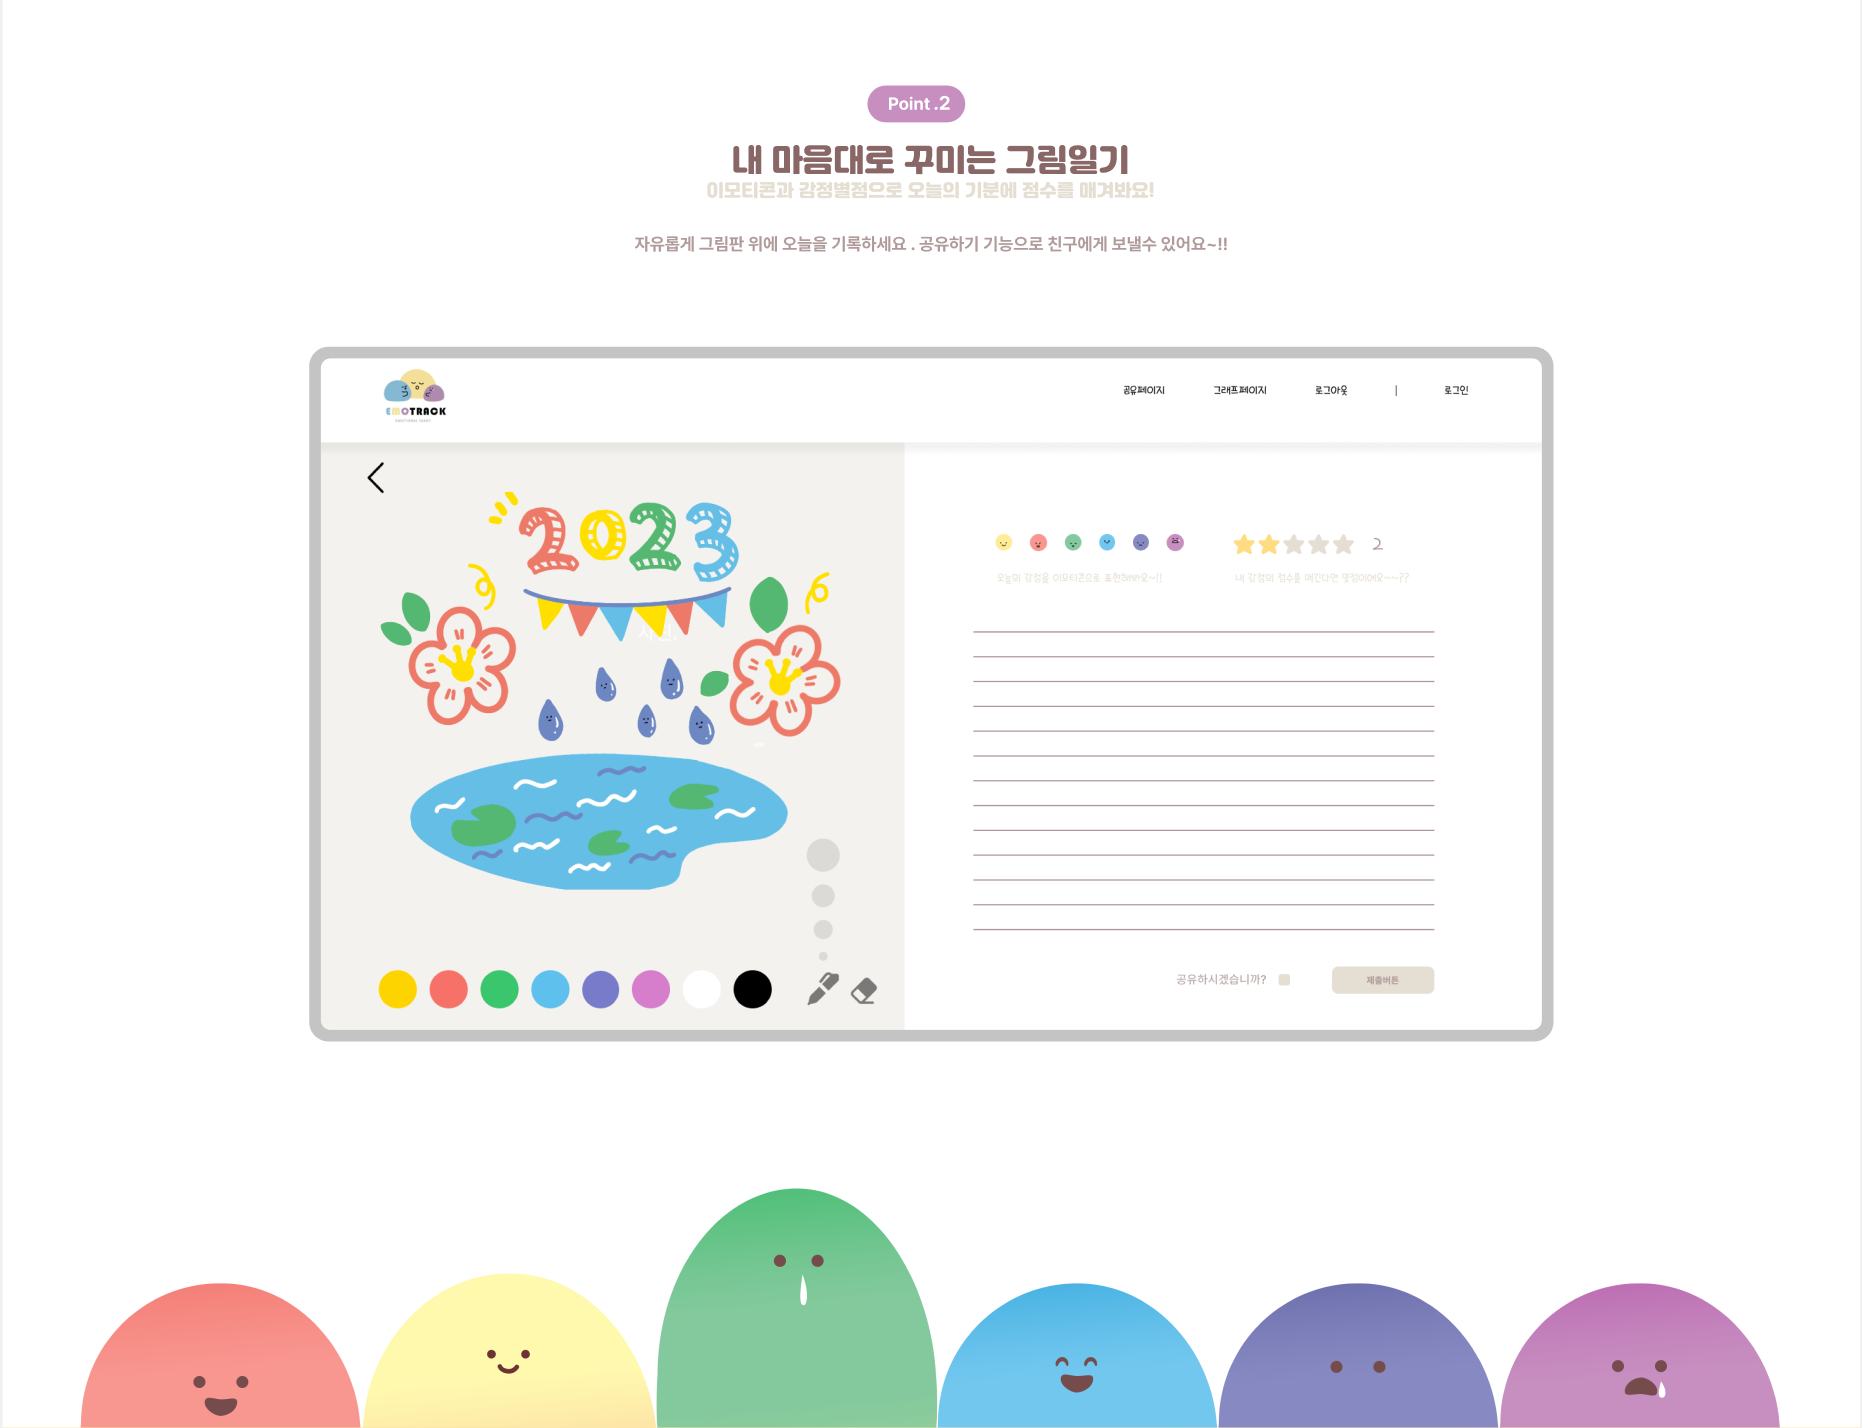 Point .2
내 마음대로 꾸미는 그림일기
이모티콘과 감정별점으로 오늘의 기분에 점수를 매겨봐요!
자유롭게 그림판 위에 오늘을 기록하세요 . 공유하기 기능으로 친구에게 보낼수 있어요~!!
EMOTRACK
공유페이지 그래프페이지 로그아웃 | 로그인
2023
2
오늘의 감정을 이모티콘으로 표현해봐요~!!
내 감정의 점수를 매긴다면 몇점이에요~~??
공유하시겠습니까?
제출버튼